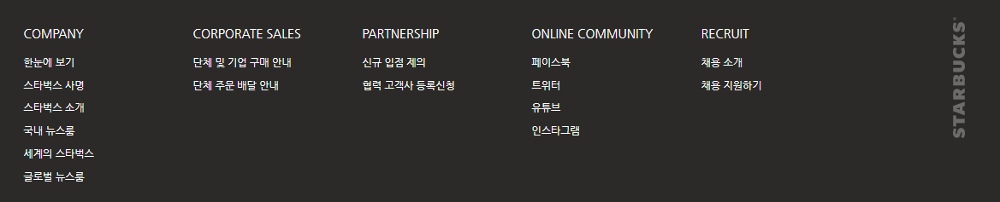 COMPANY
한눈에 보기
스타벅스 사명
스타벅스 소개
국내 뉴스룸
세계의 스타벅스
글로벌 뉴스룸
CORPORATE SALES
단체 및 기업 구매 안내
단체 주문 배달 안내
PARTNERSHIP
신규 입점 제의
협력 고객사 등록신청
ONLINE COMMUNITY
페이스북
트위터
유튜브
인스타그램
RECRUIT
채용 소개
채용 지원하기
STARBUCKS®